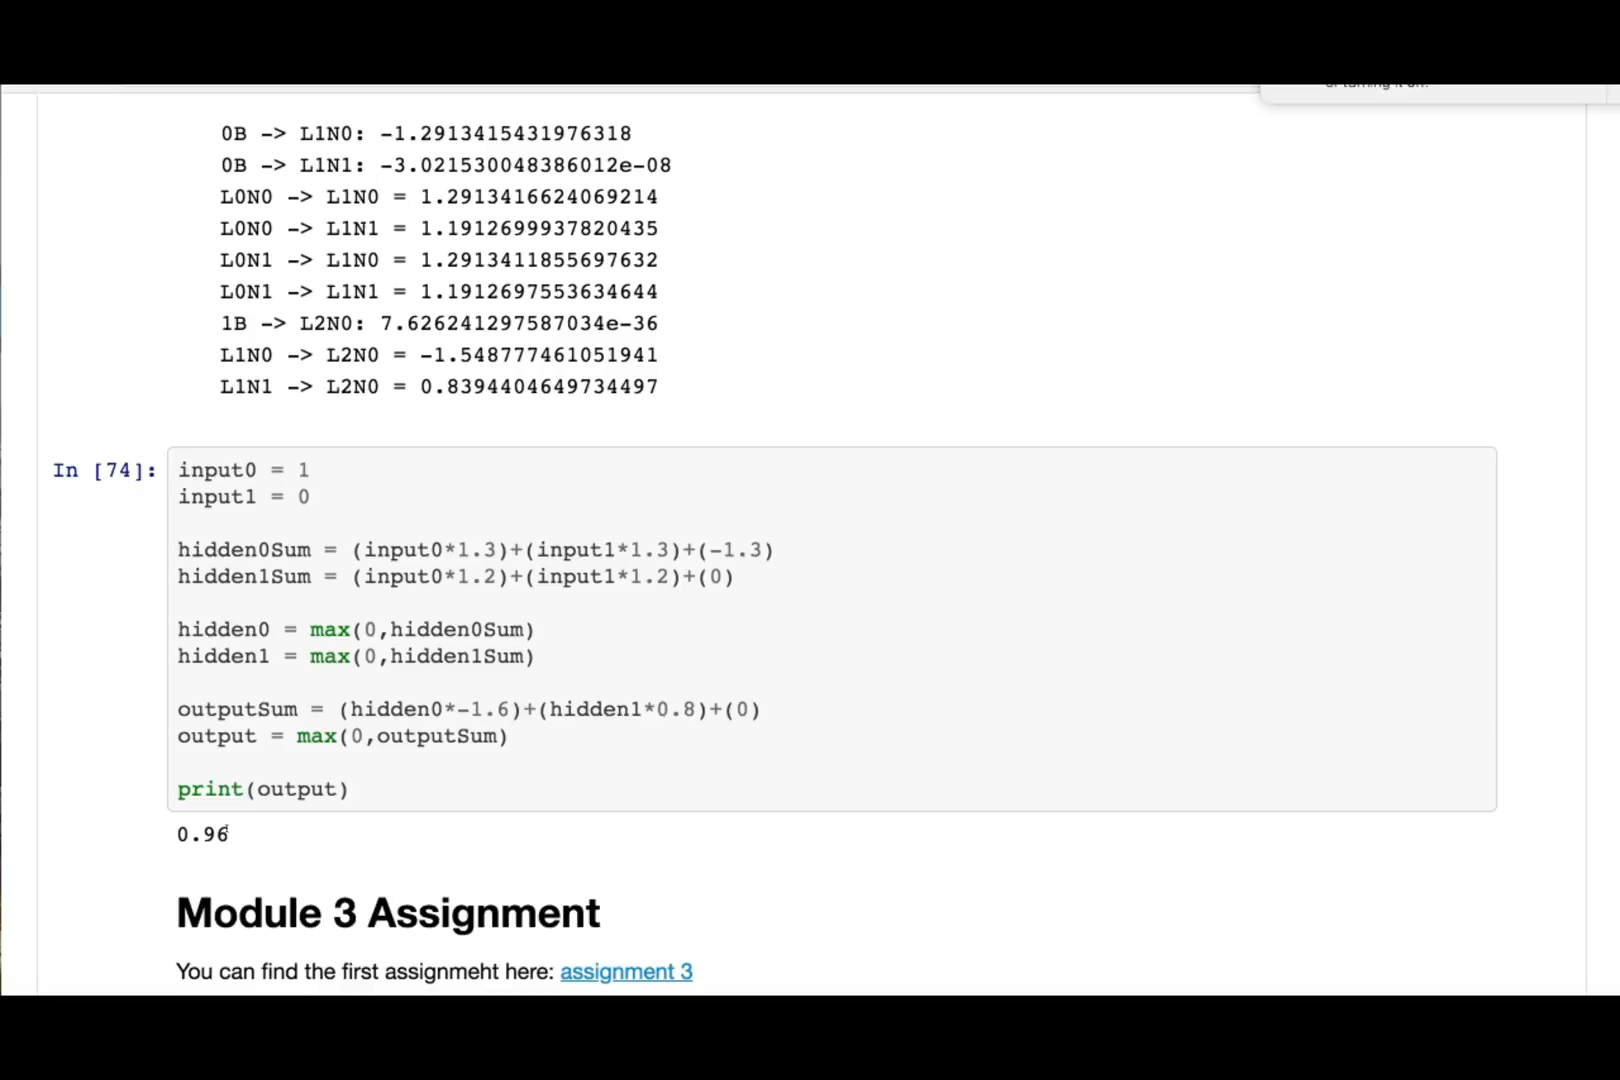 0B -> L1N0: -1.2913415431976318
0B -> L1N1: -3.021530048386012e-08
L0N0 -> L1N0 = 1.2913416624069214
L0N0 -> L1N1 = 1.1912699937820435
L0N1 -> L1N0 = 1.2913411855697632
L0N1 -> L1N1 = 1.1912697553634644
1B -> L2N0: 7.626241297587034e-36
L1N0 -> L2N0 = -1.548777461051941
L1N1 -> L2N0 = 0.8394404649734497
In [74]: input0 = 1
input1 = 0
hidden0Sum = (input0*1.3)+(input1*1.3)+(-1.3)
hidden1Sum = (input0*1.2)+(input1*1.2)+(0)
hidden0 = max(0,hidden0Sum)
hidden1 = max(0,hidden1Sum)
outputSum = (hidden0*-1.6)+(hidden1*0.8)+(0)
output = max(0,outputSum)
print(output)
0.96
Module 3 Assignment
You can find the first assignmeht here: assignment 3